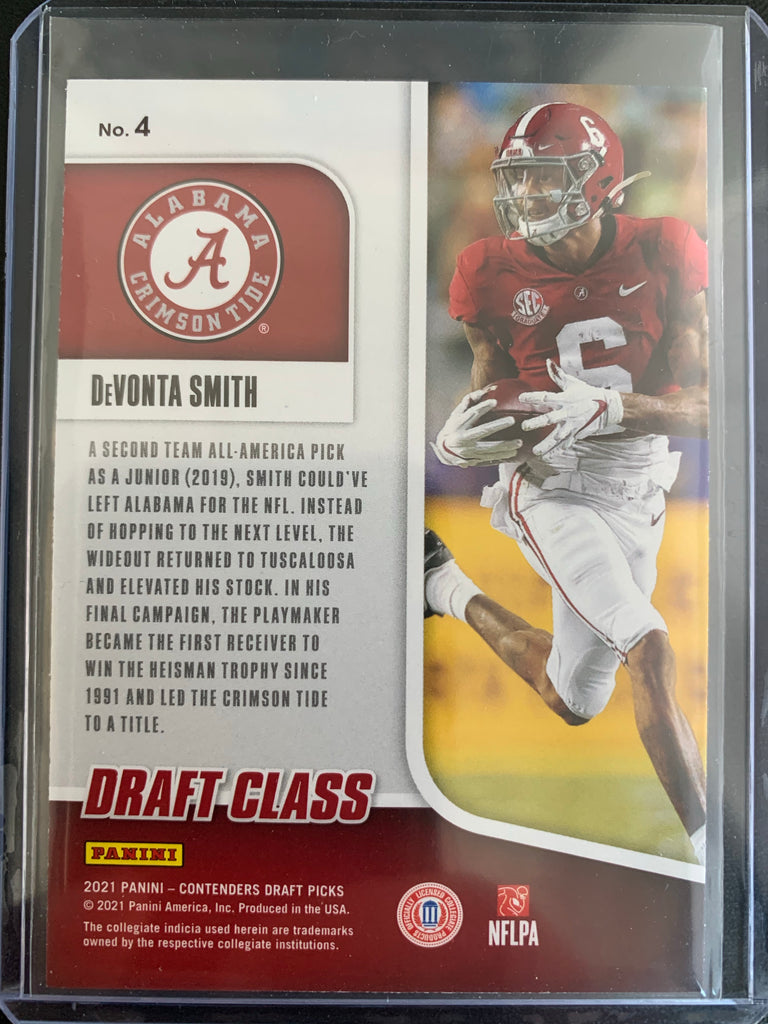 No. 4
ALABAMA
A
CRIMSON TIDE
®
DeVONTA SMITH
A SECOND TEAM ALL-AMERICA PICK
AS A JUNIOR (2019), SMITH COULD'VE
LEFT ALABAMA FOR THE NFL. INSTEAD
OF HOPPING TO THE NEXT LEVEL, THE
WIDEOUT RETURNED TO TUSCALOOSA
AND ELEVATED HIS STOCK. IN HIS
FINAL CAMPAIGN, THE PLAYMAKER
BECAME THE FIRST RECEIVER TO
WIN THE HEISMAN TROPHY SINCE
1991 AND LED THE CRIMSON TIDE
TO A TITLE.
6
SEC
A
6
DRAFT CLASS
PANINI
2021 PANINI – CONTENDERS DRAFT PICKS
© 2021 Panini America, Inc. Produced in the USA.
The collegiate indicia used herein are trademarks
owned by the respective collegiate institutions.
OFFICIALLY LICENSED COLLEGIATE PRODUCTS
NFLPA